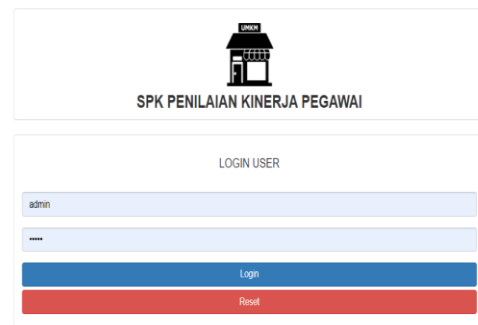 UMKM
SPK PENILAIAN KINERJA PEGAWAI
LOGIN USER
admin
•••••
Login
Reset